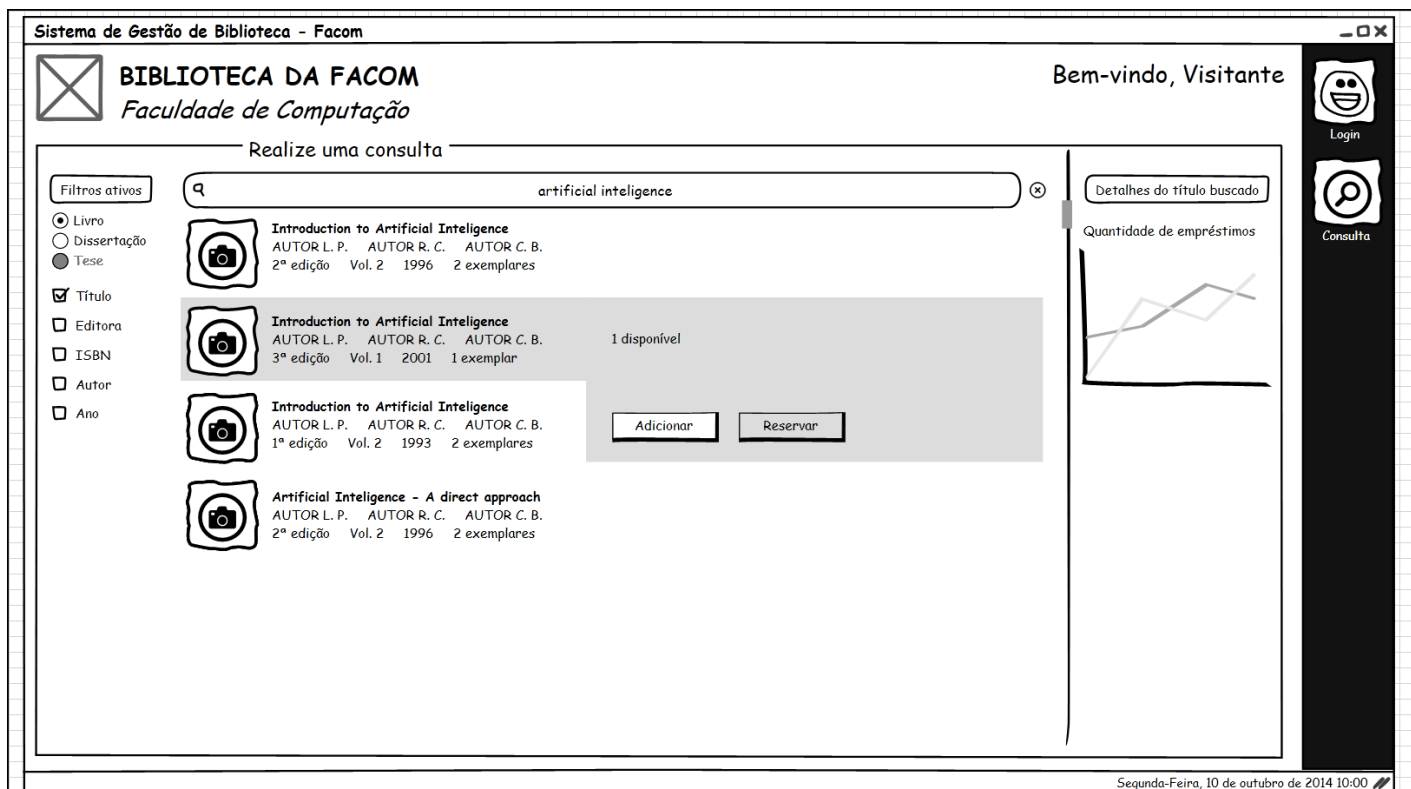 Sistema de Gestão de Biblioteca - Facom
BIBLIOTECA DA FACOM
Faculdade de Computação
Bem-vindo, Visitante
Login
Consulta
Realize uma consulta
Filtros ativos
Livro
Dissertação
Tese
Título
Editora
ISBN
Autor
Ano
artificial inteligence
Introduction to Artificial Inteligence
AUTOR L. P. AUTOR R. C. AUTOR C. B.
2ª edição Vol. 2 1996 2 exemplares
Introduction to Artificial Inteligence
AUTOR L. P. AUTOR R. C. AUTOR C. B.
3ª edição Vol. 1 2001 1 exemplar
1 disponível
Introduction to Artificial Inteligence
AUTOR L. P. AUTOR R. C. AUTOR C. B.
1ª edição Vol. 2 1993 2 exemplares
Adicionar
Reservar
Artificial Inteligence - A direct approach
AUTOR L. P. AUTOR R. C. AUTOR C. B.
2ª edição Vol. 2 1996 2 exemplares
Detalhes do título buscado
Quantidade de empréstimos
Segunda-Feira, 10 de outubro de 2014 10:00